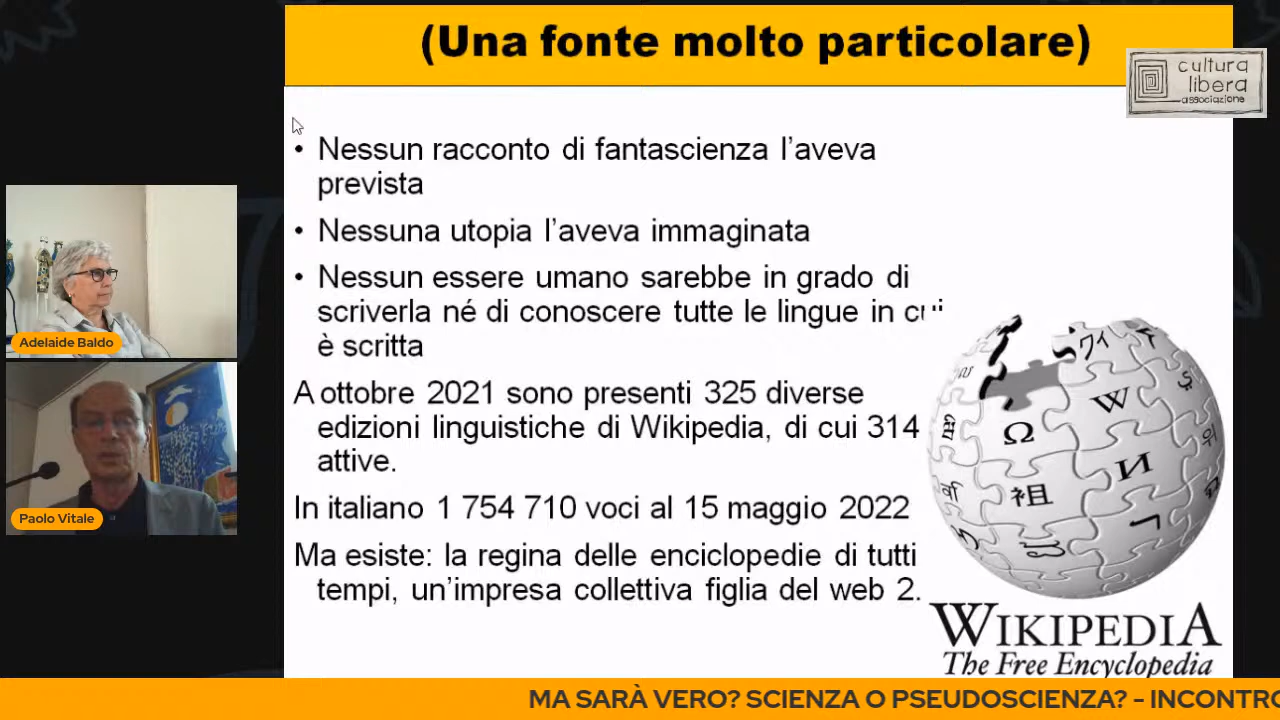 (Una fonte molto particolare)
cultura
libera
associazione
• Nessun racconto di fantascienza l'aveva
prevista
• Nessuna utopia l'aveva immaginata
• Nessun essere umano sarebbe in grado di
scriverla né di conoscere tutte le lingue in cui
è scritta
A ottobre 2021 sono presenti 325 diverse
edizioni linguistiche di Wikipedia, di cui 314
attive.
In italiano 1 754 710 voci al 15 maggio 2022
Ma esiste: la regina delle enciclopedie di tutti
tempi, un'impresa collettiva figlia del web 2.
Adelaide Baldo
Paolo Vitale
Ω
W
И
祖
ワィ
위
WIKIPEDIA
The Free Encyclopedia
MA SARÀ VERO? SCIENZA O PSEUDOSCIENZA? - INCONTRO